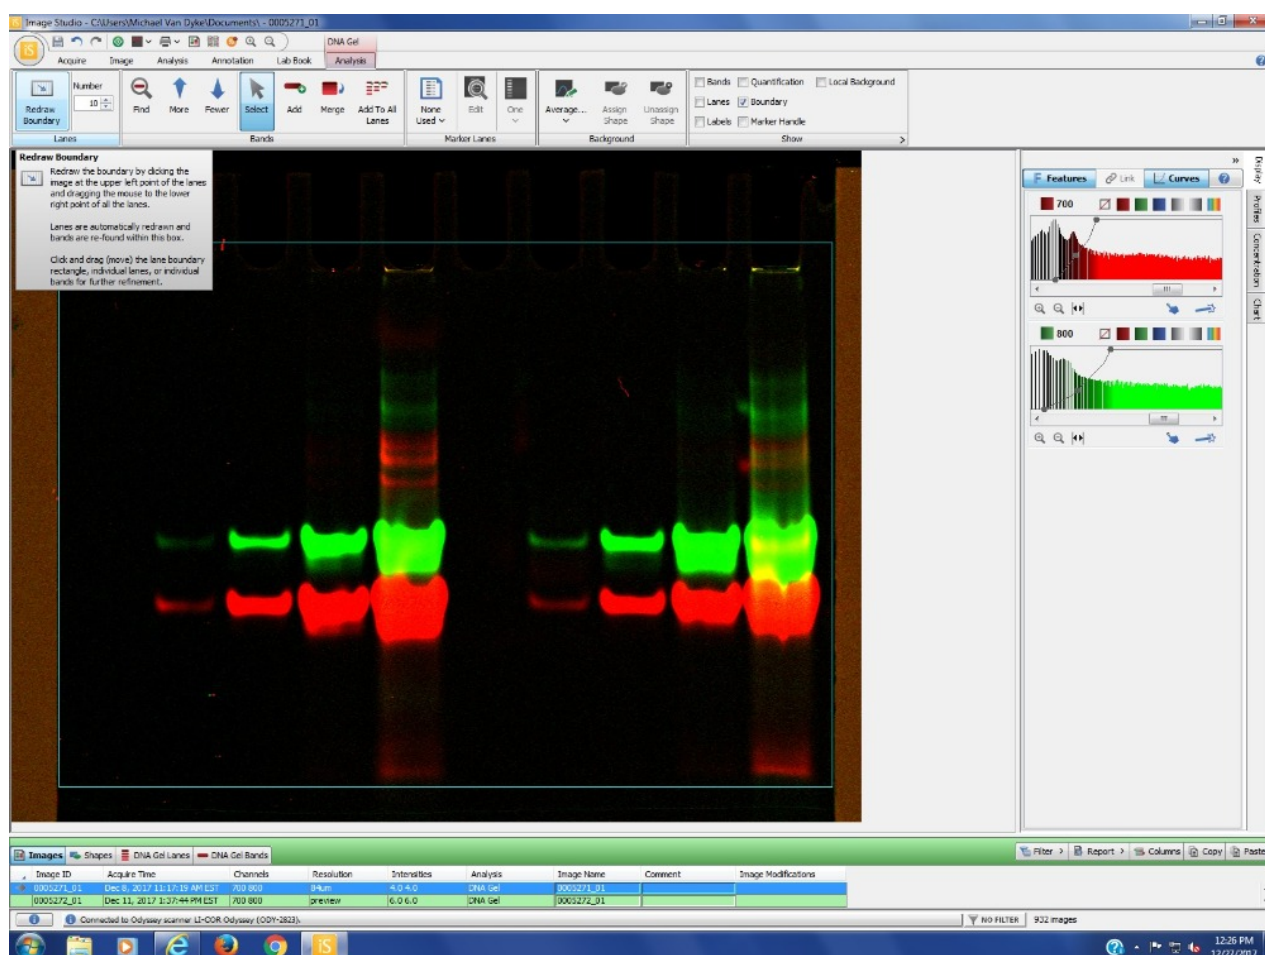 Image Studio - C:\Users\Michael Van Dyke\Documents\ - 0005271_01
DNA Gel
Acquire Image Analysis Annotation Lab Book Analysis
Redraw Boundary
Number
10
Find
More
Fewer
Select
Add
Merge
Add To All Lanes
None Used
Edit
One
Average...
Assign Shape
Unassign Shape
Bands Quantification Local Background
Lanes Boundary
Labels Marker Handle
Lanes Bands Marker Lanes Background Show
Redraw Boundary
Redraw the boundary by clicking the
image at the upper left point of the lanes
and dragging the mouse to the lower
right point of all the lanes.
Lanes are automatically redrawn and
bands are re-found within this box.
Click and drag (move) the lane boundary
rectangle, individual lanes, or individual
bands for further refinement.
Features Link Curves
700
800
Display
Profiles
Concentration
Chart
Images Shapes DNA Gel Lanes DNA Gel Bands
Filter > Report > Columns Copy Paste
Image ID Acquire Time Channels Resolution Intensities Analysis Image Name Comment Image Modifications
0005271_01 Dec 8, 2017 11:17:19 AM EST 700 800 84um 4.0 4.0 DNA Gel 0005271_01
0005272_01 Dec 11, 2017 1:37:44 PM EST 700 800 preview 6.0 6.0 DNA Gel 0005272_01
Connected to Odyssey scanner LI-COR Odyssey (ODY-2823).
NO FILTER 932 images
12:26 PM
12/27/2017